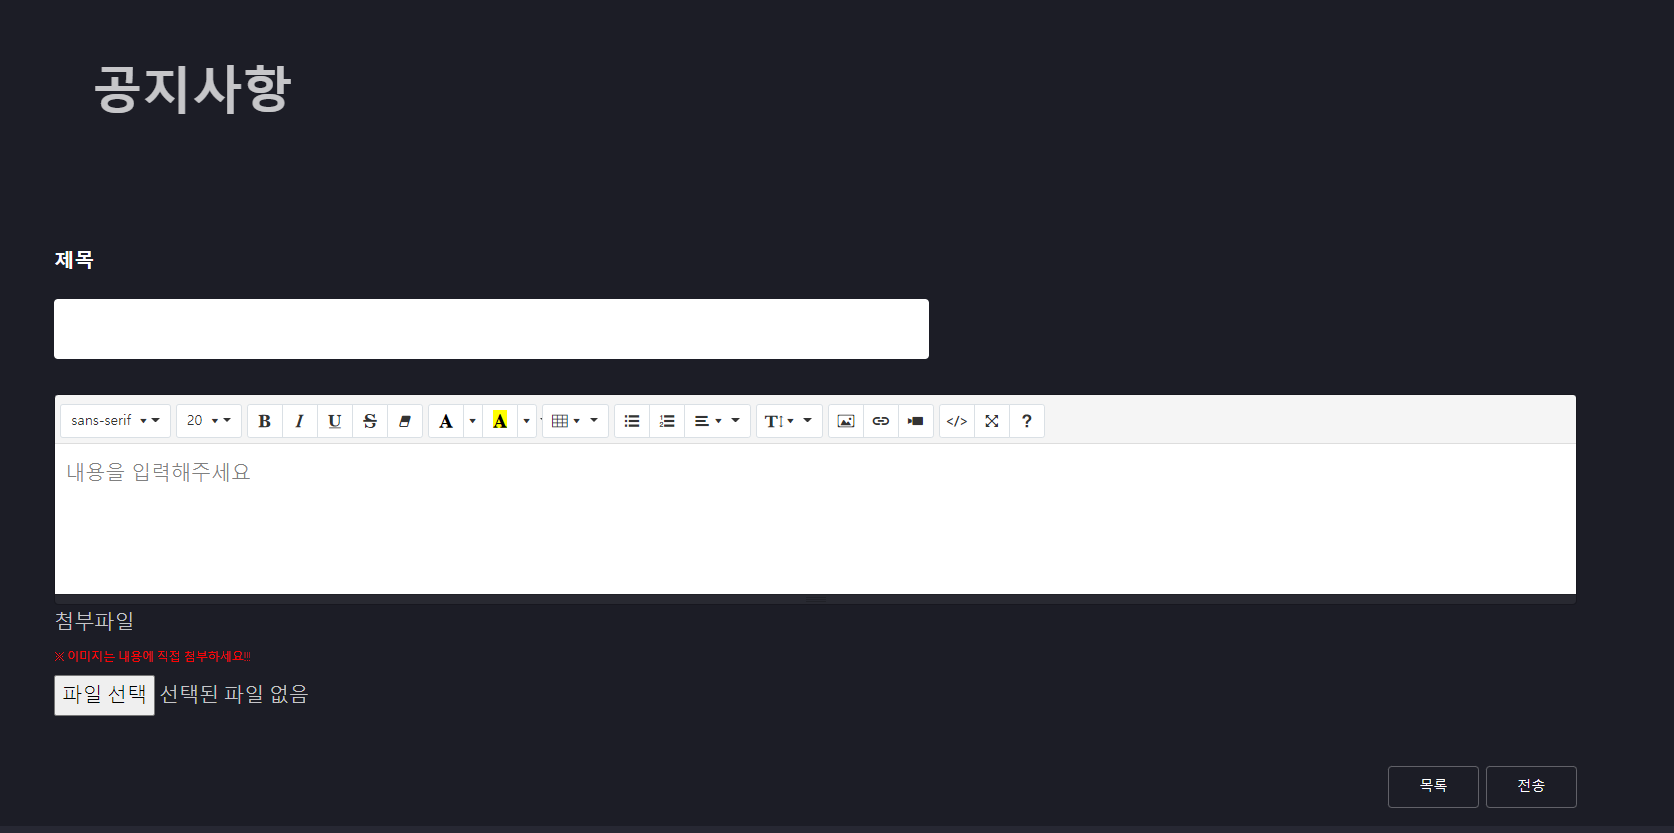 공지사항
제목
sans-serif 20 B I U S A A T </> ?
내용을 입력해주세요
첨부파일
※ 이미지는 내용에 직접 첨부하세요!!!
파일 선택 선택된 파일 없음
목록 전송